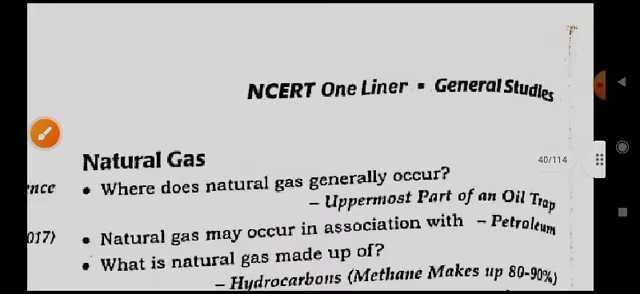 NCERT One Liner ▪ General Studies
40/114
Natural Gas
nce
• Where does natural gas generally occur?
– Uppermost Part of an Oil Trap
017)
• Natural gas may occur in association with – Petroleum
• What is natural gas made up of?
– Hydrocarbons (Methane Makes up 80-90%)